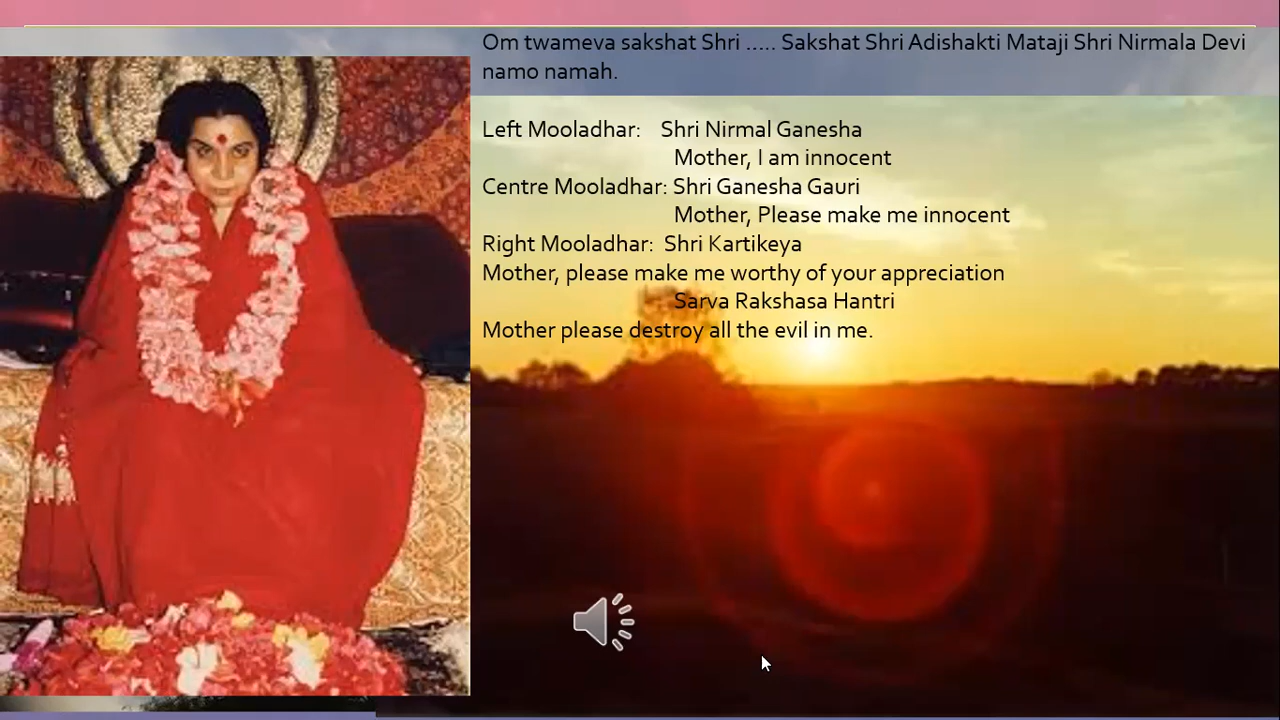 Om twameva sakshat Shri ..... Sakshat Shri Adishakti Mataji Shri Nirmala Devi
namo namah.
Left Mooladhar: Shri Nirmal Ganesha
Mother, I am innocent
Centre Mooladhar: Shri Ganesha Gauri
Mother, Please make me innocent
Right Mooladhar: Shri Kartikeya
Mother, please make me worthy of your appreciation
Sarva Rakshasa Hantri
Mother please destroy all the evil in me.